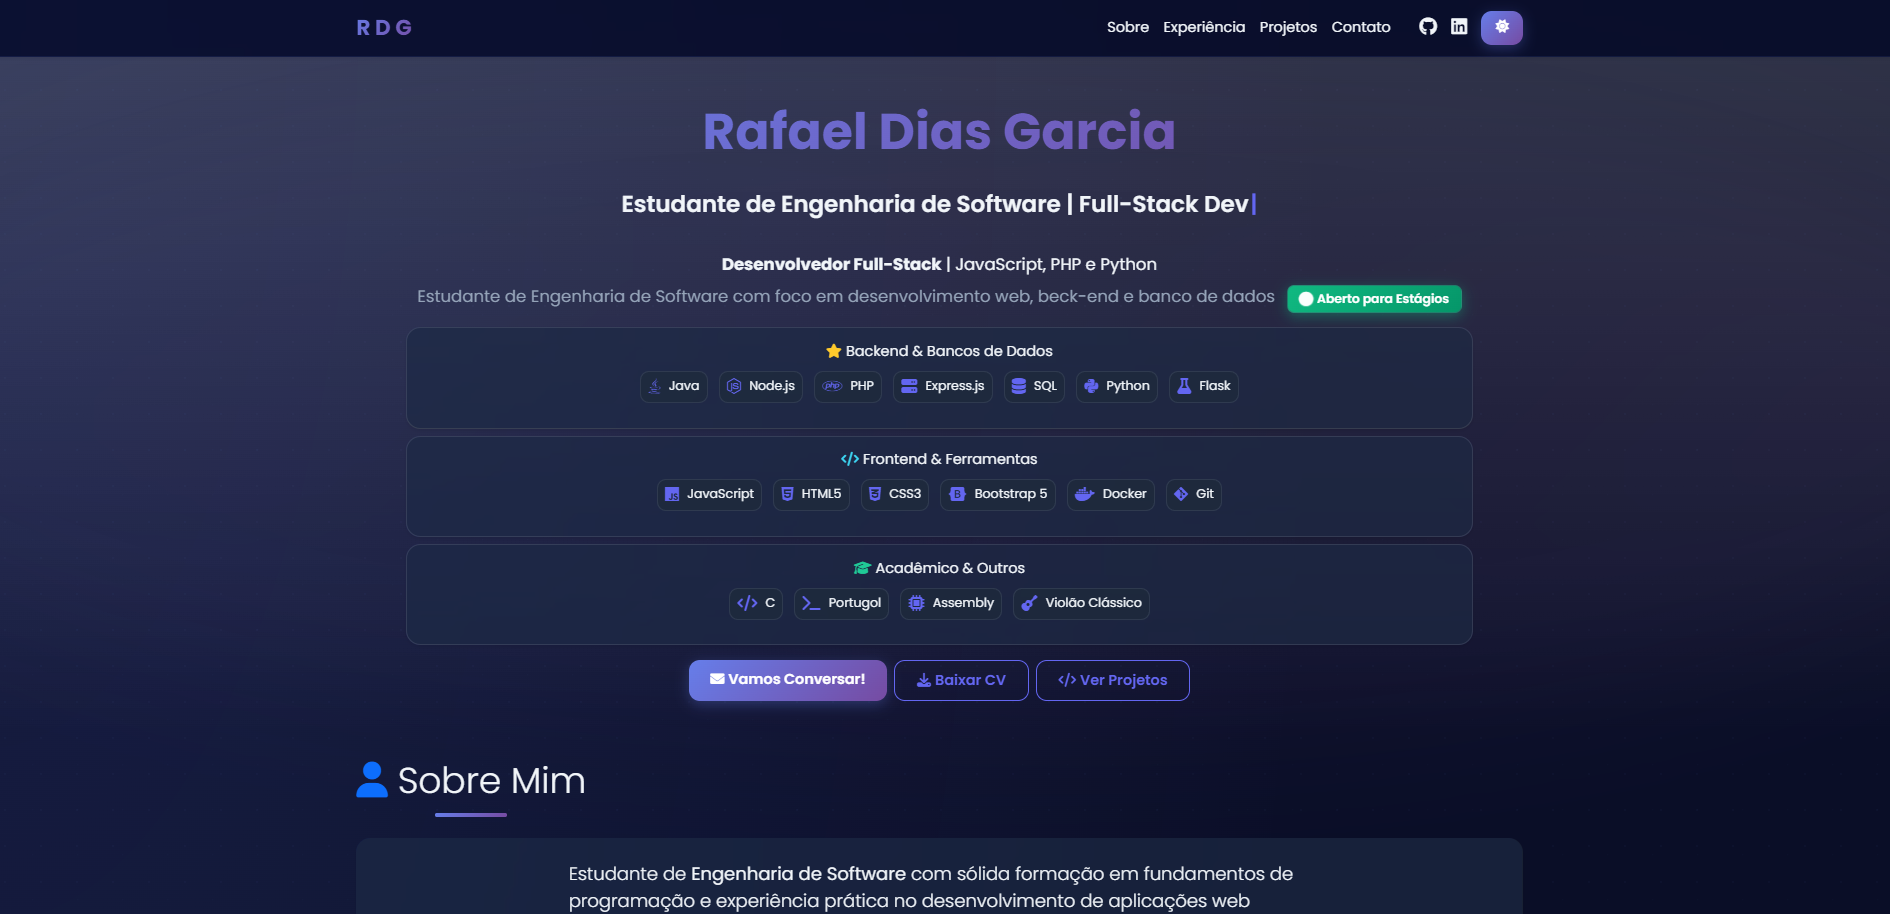 RDG
Sobre Experiência Projetos Contato
Rafael Dias Garcia
Estudante de Engenharia de Software | Full-Stack Dev|
Desenvolvedor Full-Stack | JavaScript, PHP e Python
Estudante de Engenharia de Software com foco em desenvolvimento web, beck-end e banco de dados Aberto para Estágios
Backend & Bancos de Dados
Java Node.js PHP Express.js SQL Python Flask
Frontend & Ferramentas
JavaScript HTML5 CSS3 Bootstrap 5 Docker Git
Acadêmico & Outros
C Portugol Assembly Violão Clássico
Vamos Conversar! Baixar CV Ver Projetos
Sobre Mim
Estudante de Engenharia de Software com sólida formação em fundamentos de
programação e experiência prática no desenvolvimento de aplicações web